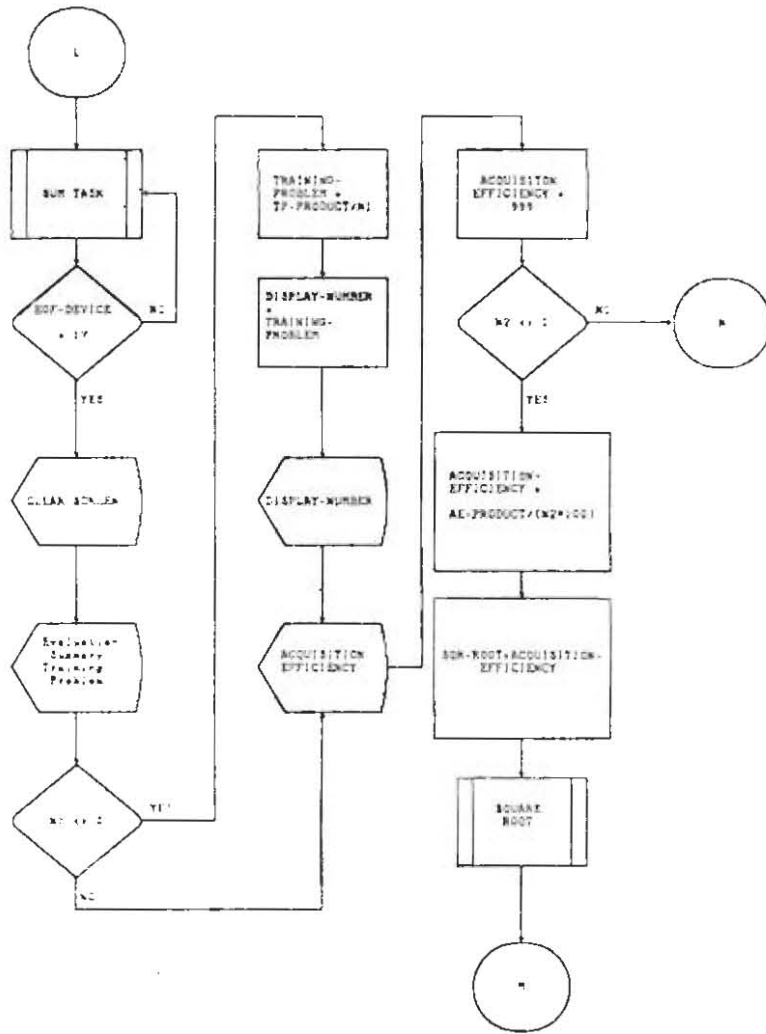 L
SUM TASK
EOF-DEVICE
NO
YES
CLEAR SCREEN
Evaluation
Summary
Training
Problem
YES
NO
TRAINING-
PROBLEM =
TP-PRODUCT/N1
DISPLAY-NUMBER
=
TRAINING-
PROBLEM
DISPLAY-NUMBER
ACQUISITION
EFFICIENCY
ACQUISITON
EFFICIENCY =
999
NO
YES
ACQUISITION-
EFFICIENCY =
AE-PRODUCT/(N2*100)
SQR-ROOT=ACQUISITION-
EFFICIENCY
SQUARE
ROOT